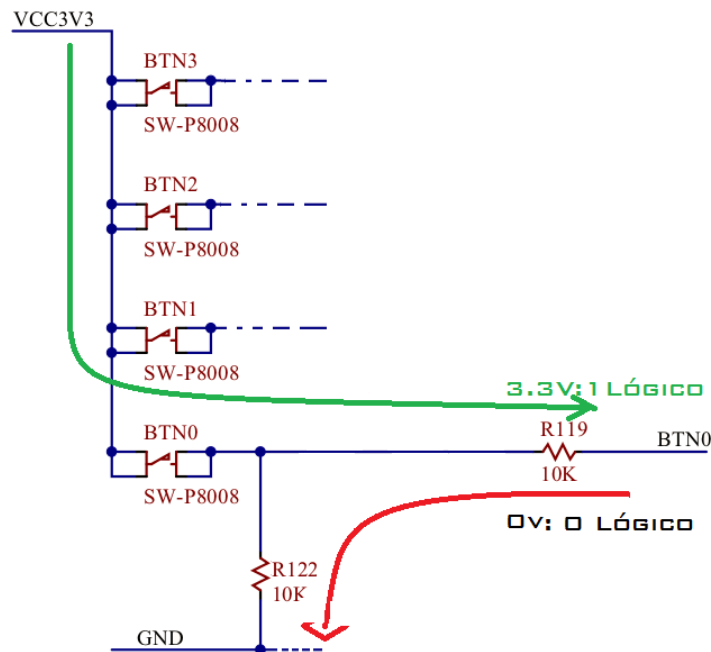 VCC3V3
BTN3
SW-P8008
BTN2
SW-P8008
BTN1
SW-P8008
3.3V:1 LÓGICO
BTN0
R119
BTN0
10K
SW-P8008
0V: 0 LÓGICO
R122
10K
GND